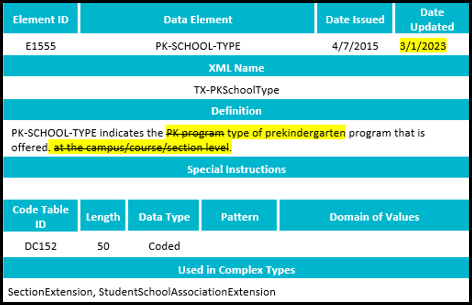 Element ID Data Element Date Issued Date Updated
E1555 PK-SCHOOL-TYPE 4/7/2015 3/1/2023
XML Name
TX-PKSchoolType
Definition
PK-SCHOOL-TYPE indicates the PK program type of prekindergarten program that is
offered. at the campus/course/section level.
Special Instructions
Code Table ID Length Data Type Pattern Domain of Values
DC152 50 Coded
Used in Complex Types
SectionExtension, StudentSchoolAssociationExtension